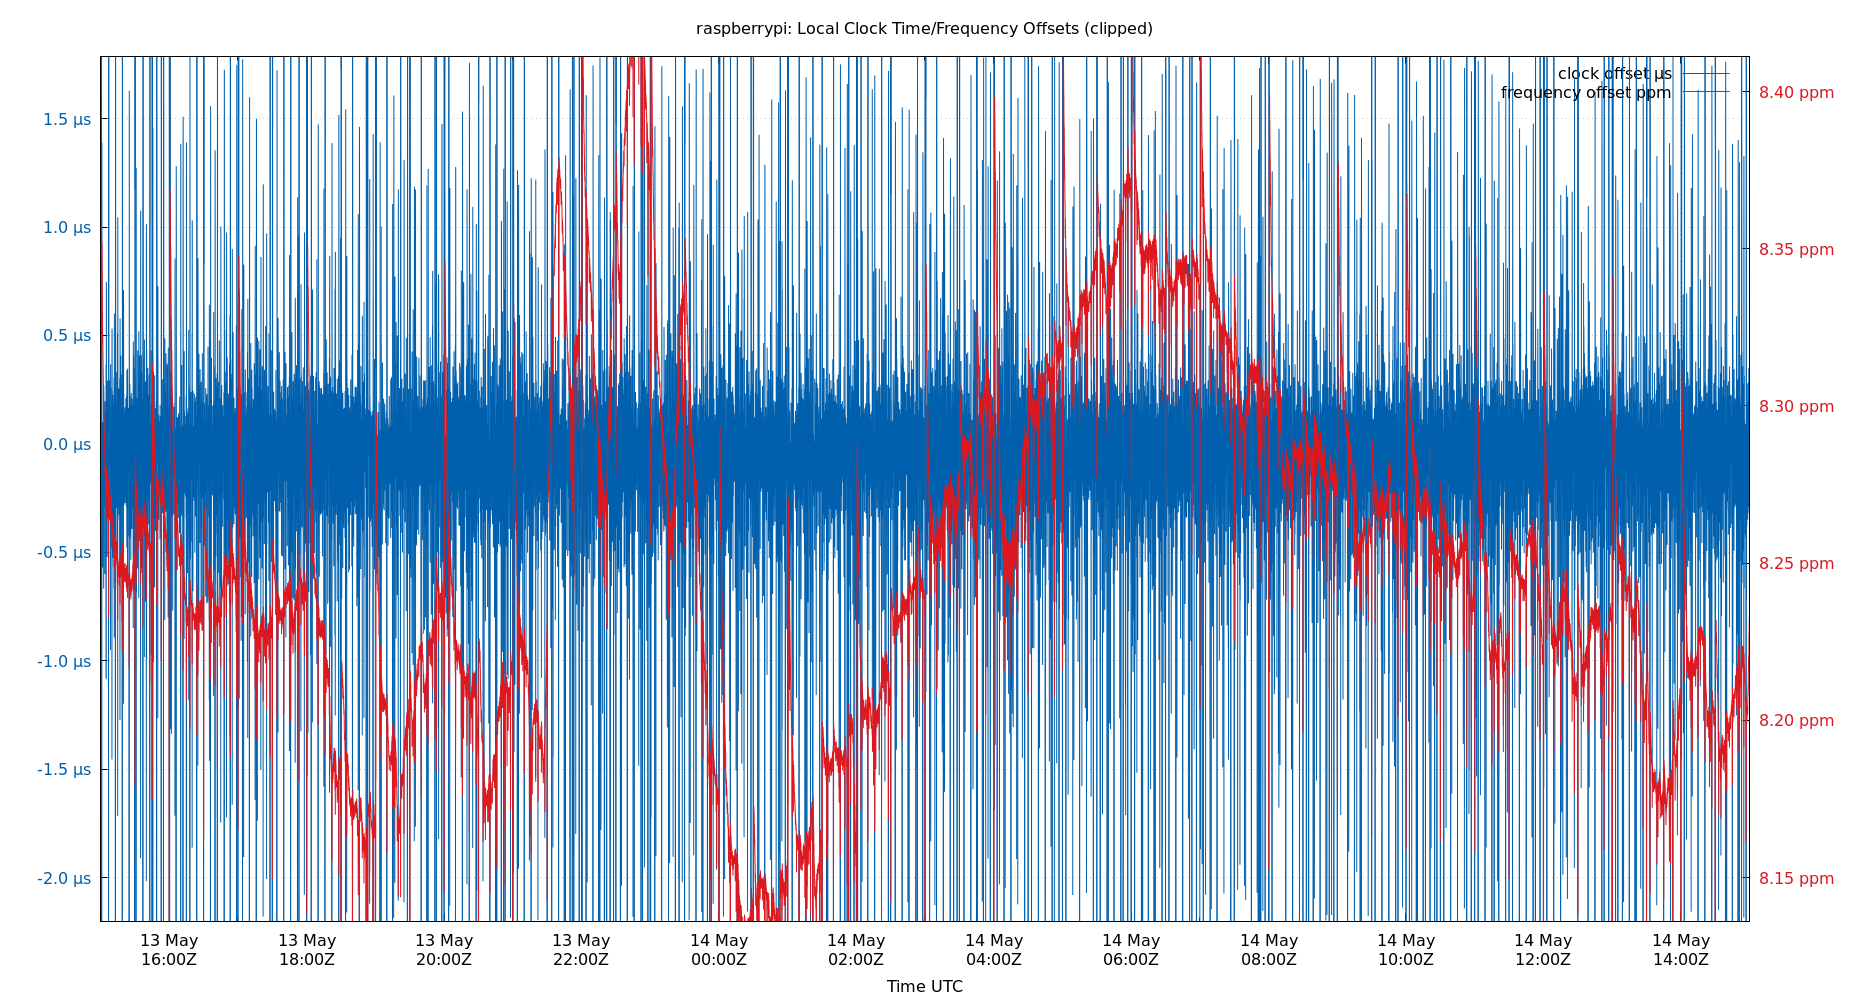 raspberrypi: Local Clock Time/Frequency Offsets (clipped)
clock offset µs
frequency offset ppm
1.5 µs
1.0 µs
0.5 µs
0.0 µs
-0.5 µs
-1.0 µs
-1.5 µs
-2.0 µs
8.40 ppm
8.35 ppm
8.30 ppm
8.25 ppm
8.20 ppm
8.15 ppm
13 May 13 May 13 May 13 May 14 May 14 May 14 May 14 May 14 May 14 May 14 May 14 May
16:00Z 18:00Z 20:00Z 22:00Z 00:00Z 02:00Z 04:00Z 06:00Z 08:00Z 10:00Z 12:00Z 14:00Z
Time UTC